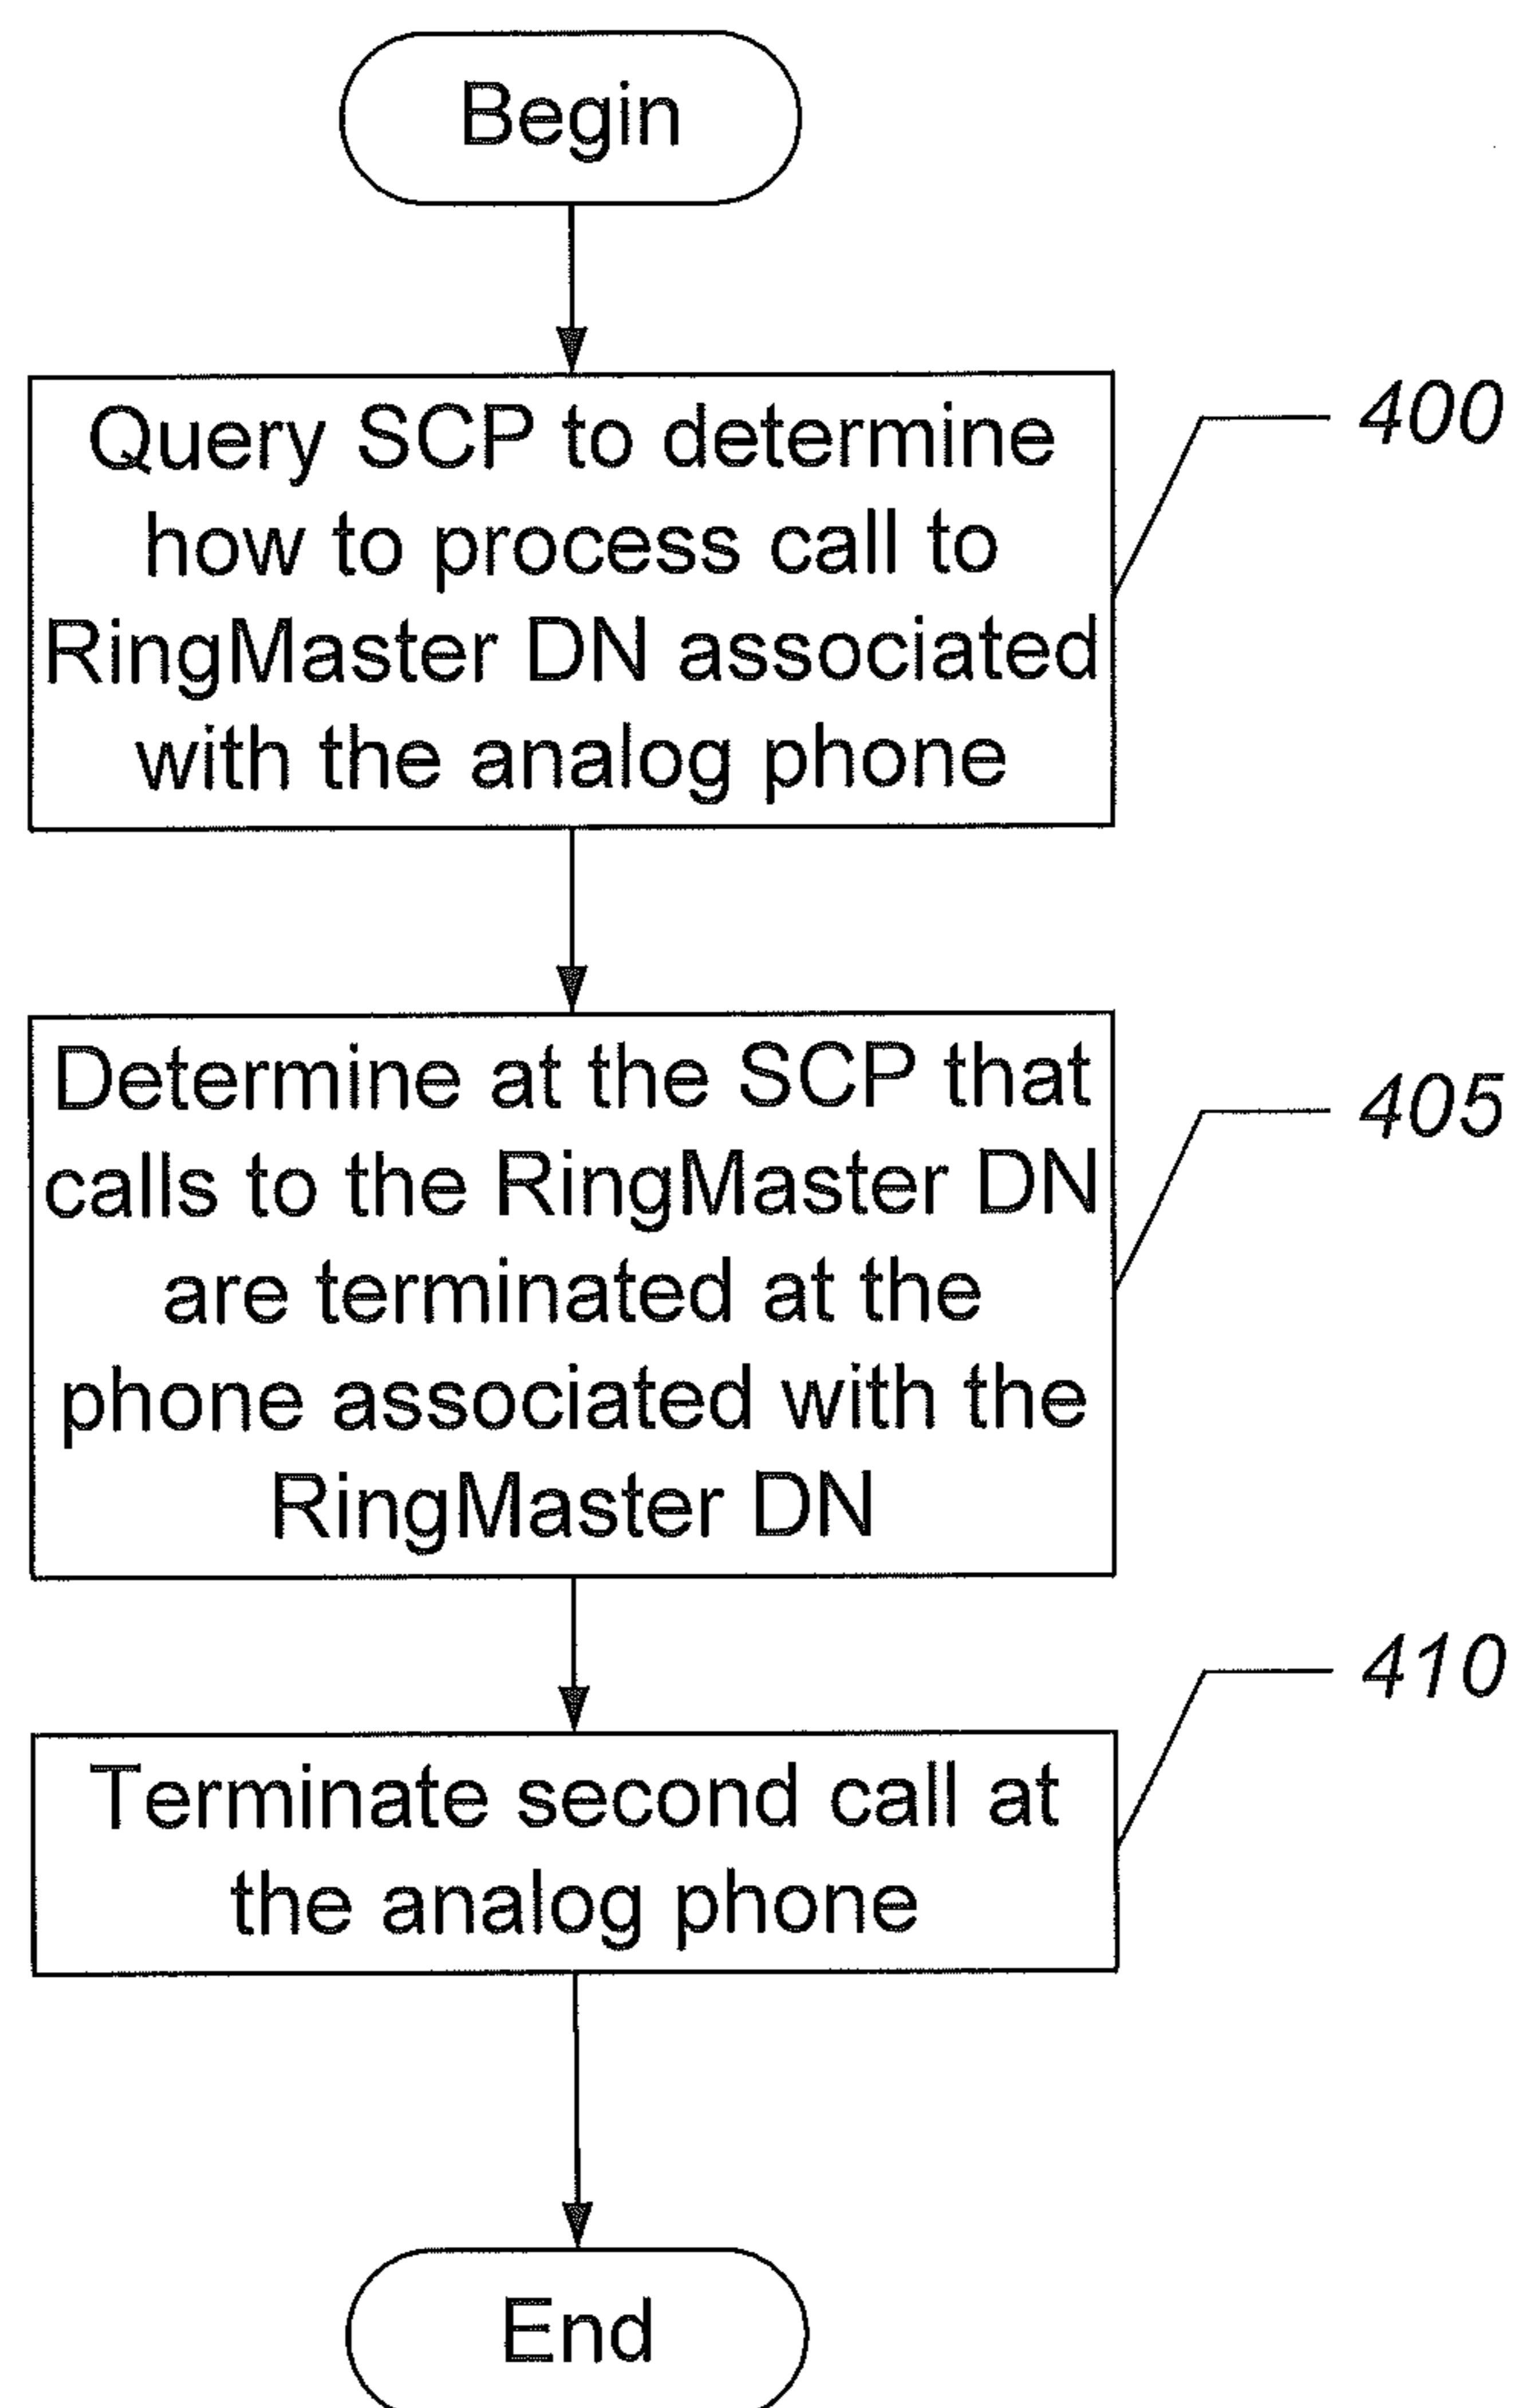 Begin
Query SCP to determine
how to process call to
RingMaster DN associated
with the analog phone
400
Determine at the SCP that
calls to the RingMaster DN
are terminated at the
phone associated with the
RingMaster DN
405
Terminate second call at
the analog phone
410
End